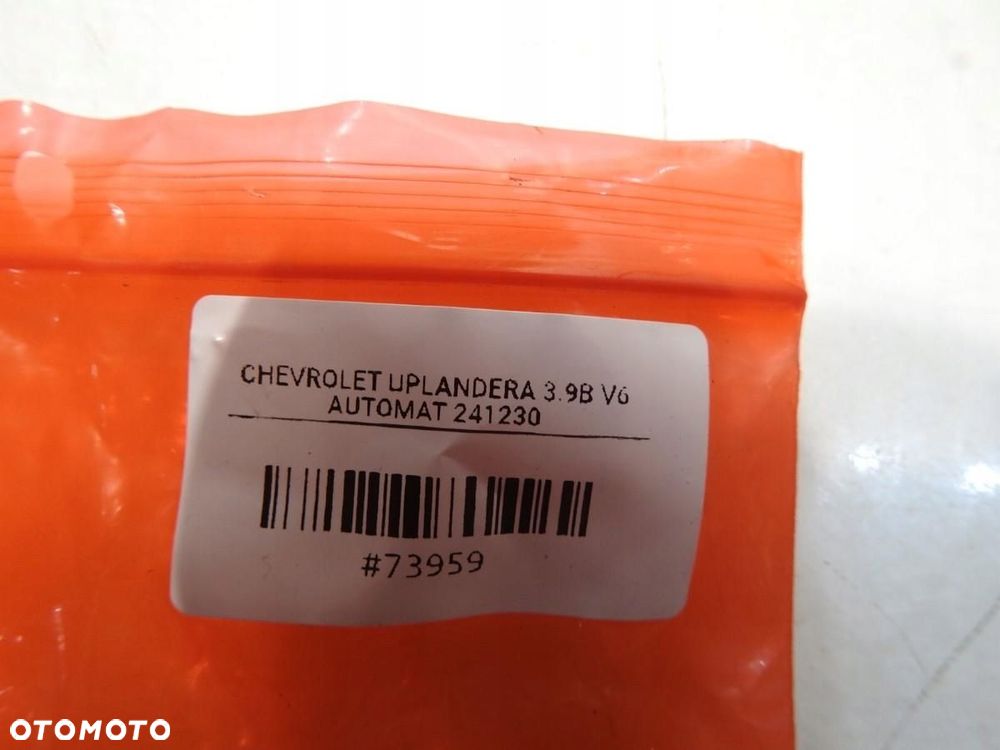 CHEVROLET UPLANDERA 3.9B V6
AUTOMAT 241230
#73959
OTOMOTO